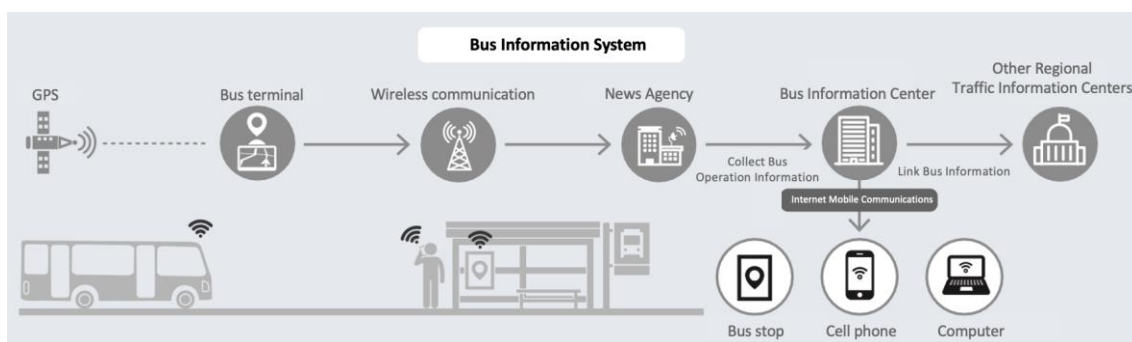 Bus Information System
GPS
Bus terminal
Wireless communication
News Agency
Bus Information Center
Other Regional
Traffic Information Centers
Collect Bus
Operation Information
Link Bus Information
Internet Mobile Communications
Bus stop
Cell phone
Computer